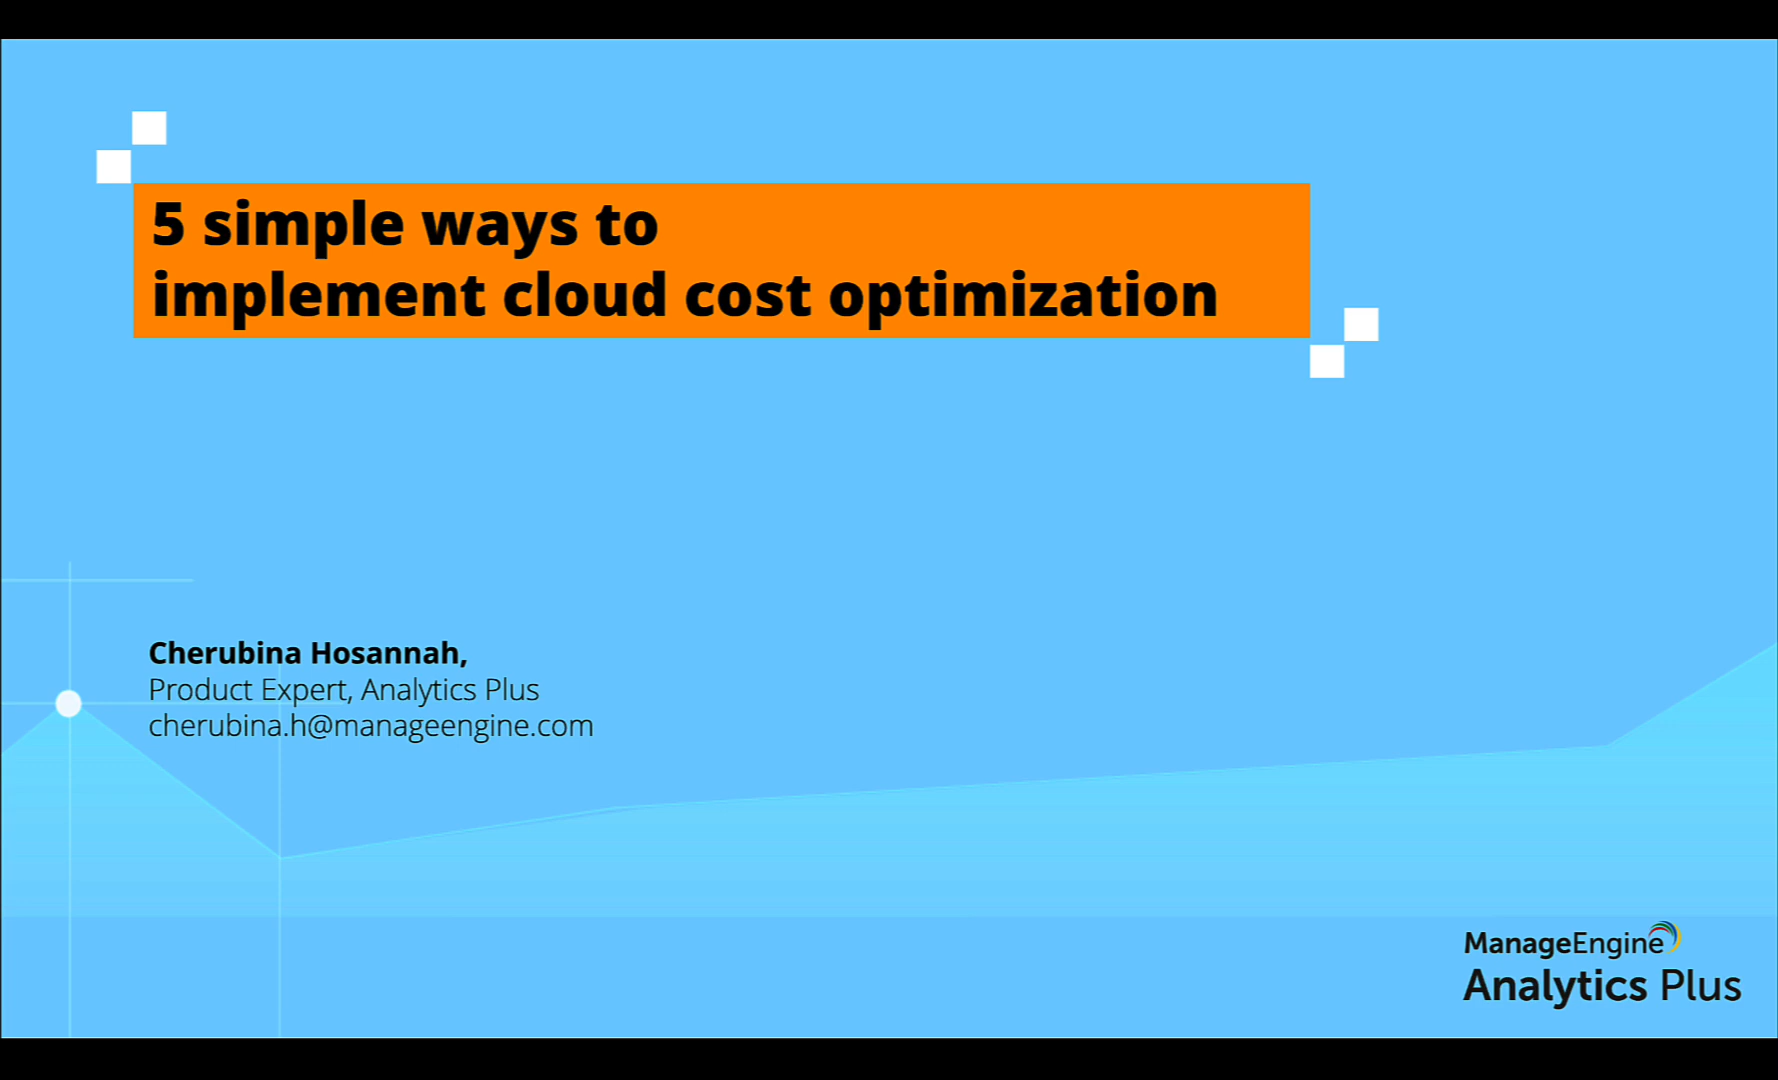 5 simple ways to
implement cloud cost optimization
Cherubina Hosannah,
Product Expert, Analytics Plus
cherubina.h@manageengine.com
ManageEngine
Analytics Plus